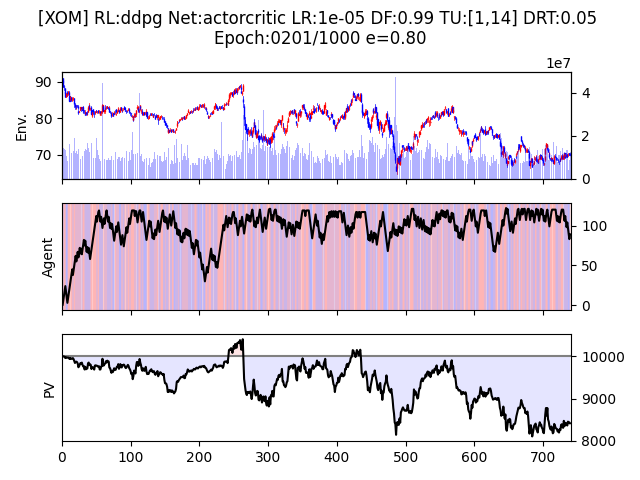 [XOM] RL:ddpg Net:actorcritic LR:1e-05 DF:0.99 TU:[1,14] DRT:0.05
Epoch:0201/1000 e=0.80
1e7
90
80
70
Env.
4
2
0
Agent
100
50
0
PV
10000
9000
8000
0 100 200 300 400 500 600 700